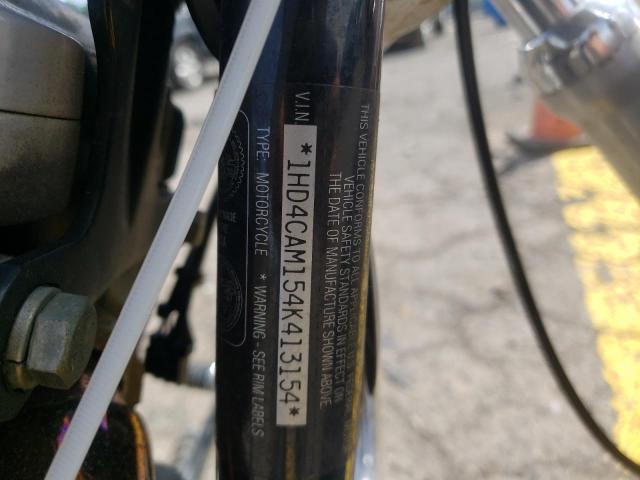 THIS VEHICLE CONFORMS TO ALL
VEHICLE SAFETY STANDARDS IN EFFECT ON
THE DATE OF MANUFACTURE SHOWN ABOVE
V.I.N.
*1HD4CAM154K413154*
TYPE: MOTORCYCLE * WARNING - SEE RIM LABELS